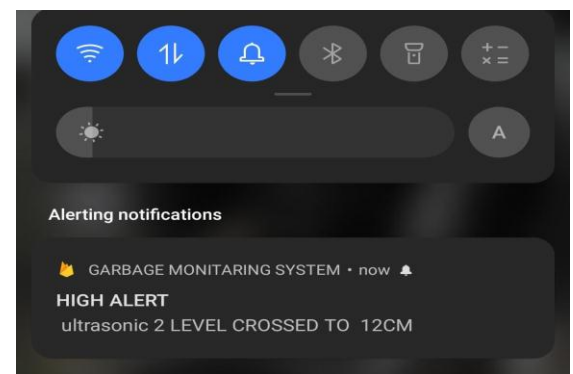 A
Alerting notifications
GARBAGE MONITARING SYSTEM • now
HIGH ALERT
ultrasonic 2 LEVEL CROSSED TO 12CM